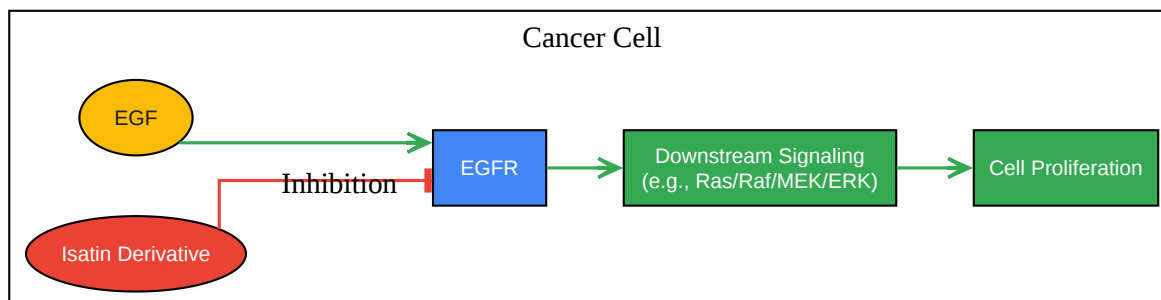 Cancer Cell
EGF
Inhibition
EGFR
Downstream Signaling
(e.g., Ras/Raf/MEK/ERK)
Cell Proliferation
Isatin Derivative